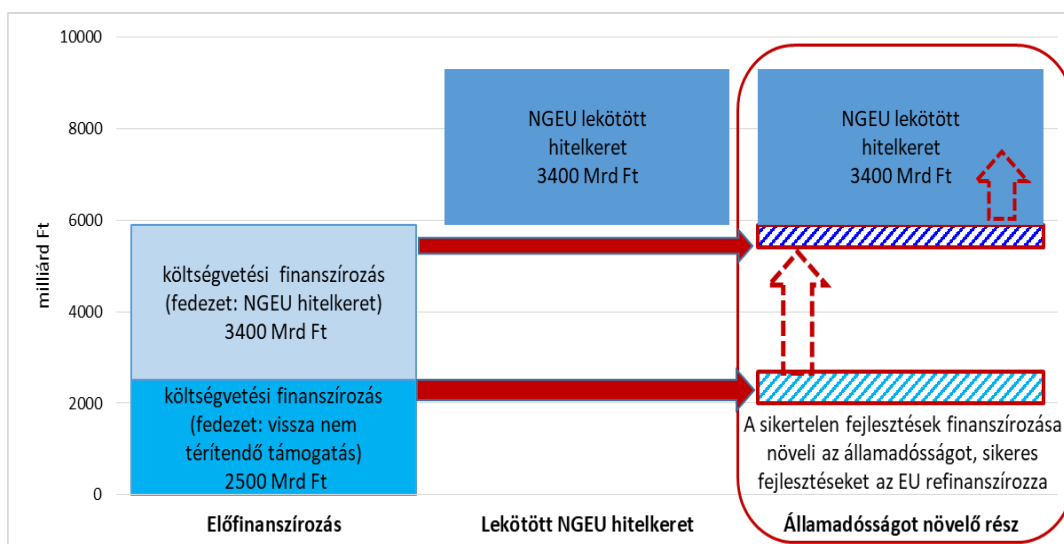 10000
8000
6000
4000
2000
0
milliárd Ft
költségvetési finanszírozás
(fedezet: NGEU hitelkeret)
3400 Mrd Ft
költségvetési finanszírozás
(fedezet: vissza nem
térítendő támogatás)
2500 Mrd Ft
NGEU lekötött
hitelkeret
3400 Mrd Ft
NGEU lekötött
hitelkeret
3400 Mrd Ft
A sikertelen fejlesztések finanszírozása
növeli az államadósságot, sikeres
fejlesztéseket az EU refinanszírozza
Előfinanszírozás
Lekötött NGEU hitelkeret
Államadósságot növelő rész